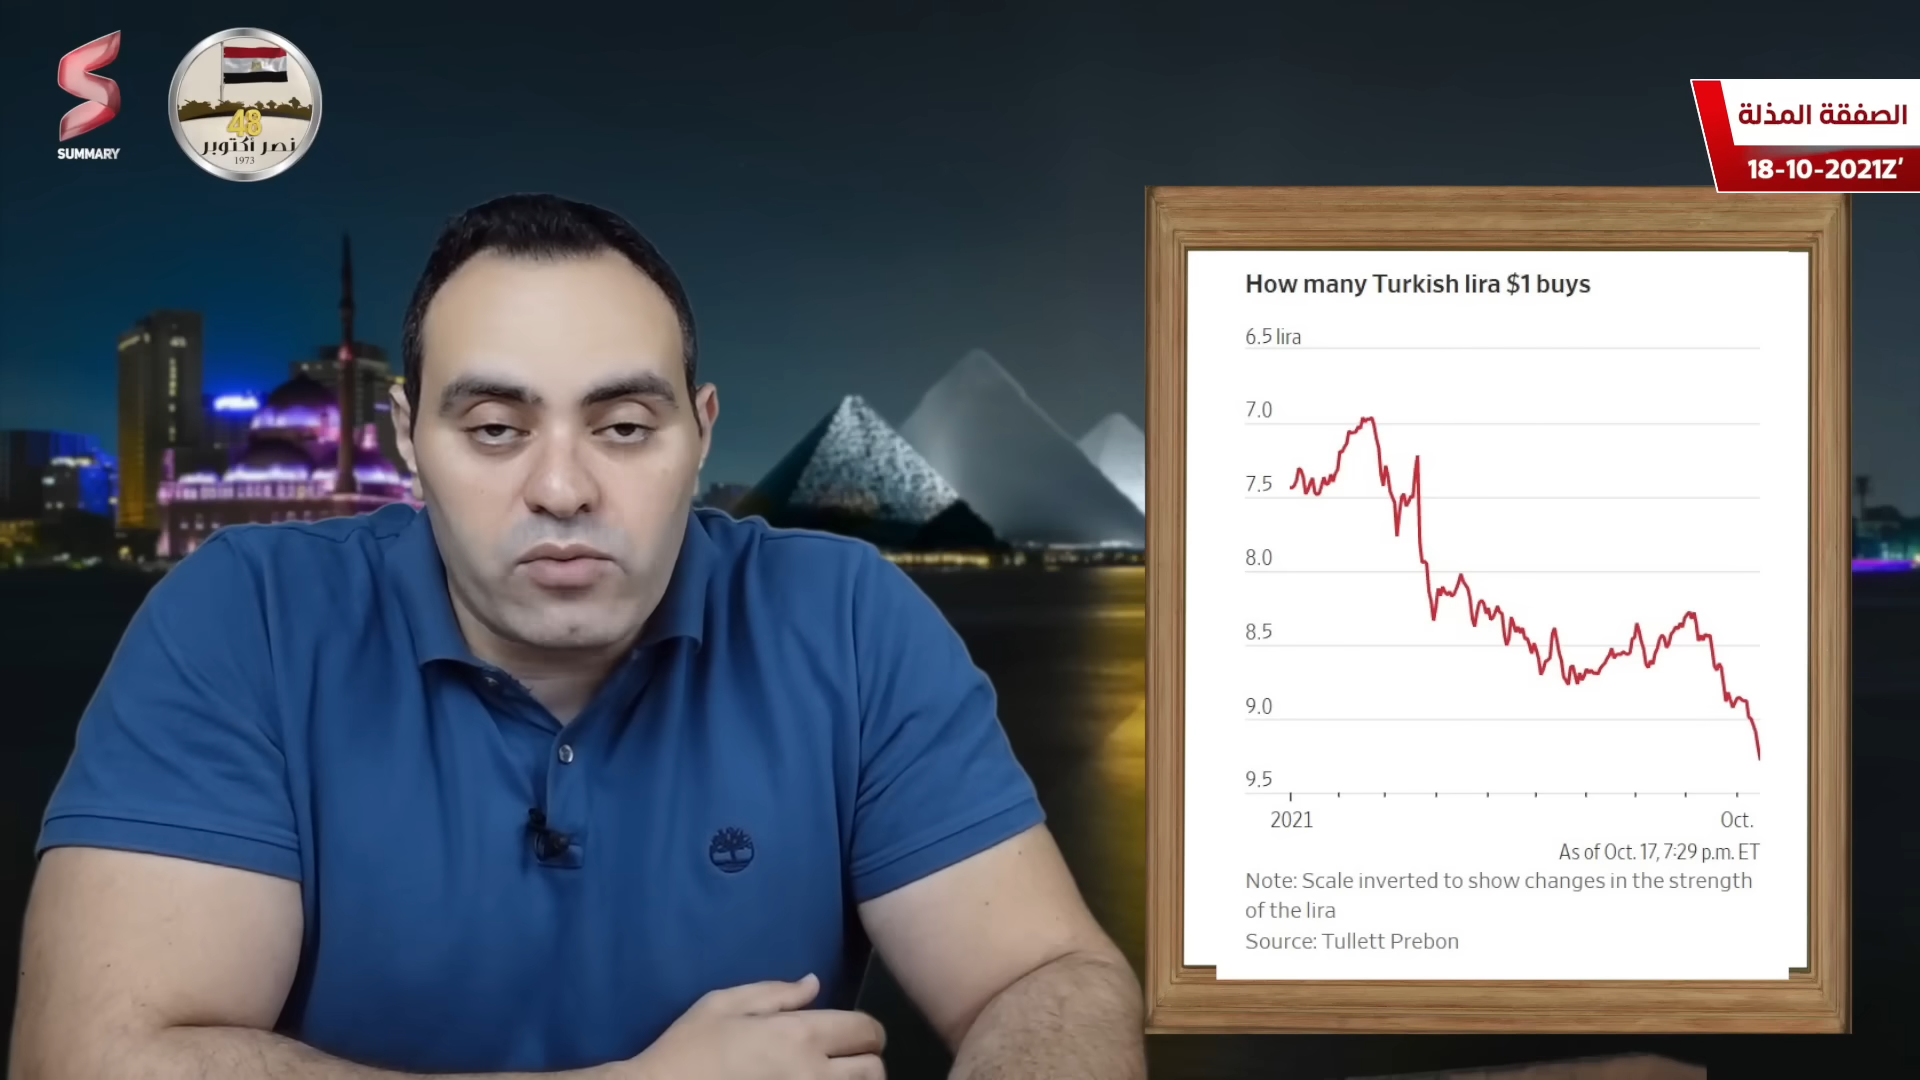 SUMMARY
48
نصر أكتوبر
1973
الصفقة المذلة
18-10-2021Z'
How many Turkish lira $1 buys
6.5 lira
7.0
7.5
8.0
8.5
9.0
9.5
2021
Oct.
As of Oct. 17, 7:29 p.m. ET
Note: Scale inverted to show changes in the strength
of the lira
Source: Tullett Prebon